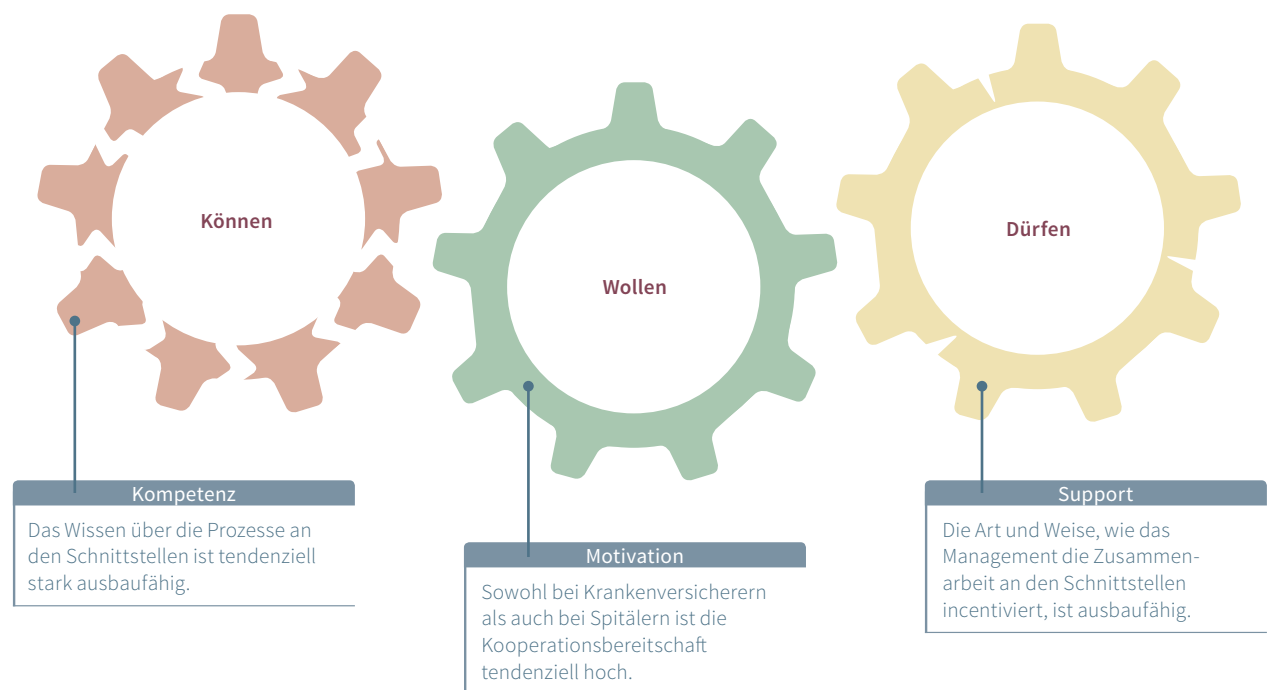 Können
Wollen
Dürfen
Kompetenz
Das Wissen über die Prozesse an
den Schnittstellen ist tendenziell
stark ausbaufähig.
Motivation
Sowohl bei Krankenversicherern
als auch bei Spitälern ist die
Kooperationsbereitschaft
tendenziell hoch.
Support
Die Art und Weise, wie das
Management die Zusammen-
arbeit an den Schnittstellen
incentiviert, ist ausbaufähig.